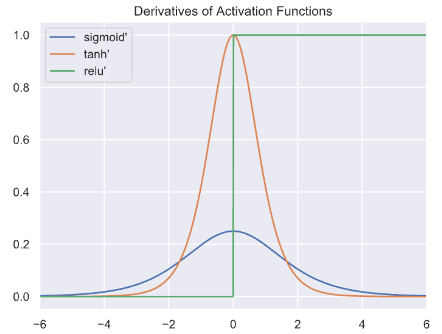 Derivatives of Activation Functions
sigmoid'
tanh'
relu'
1.0
0.8
0.6
0.4
0.2
0.0
−6 −4 −2 0 2 4 6